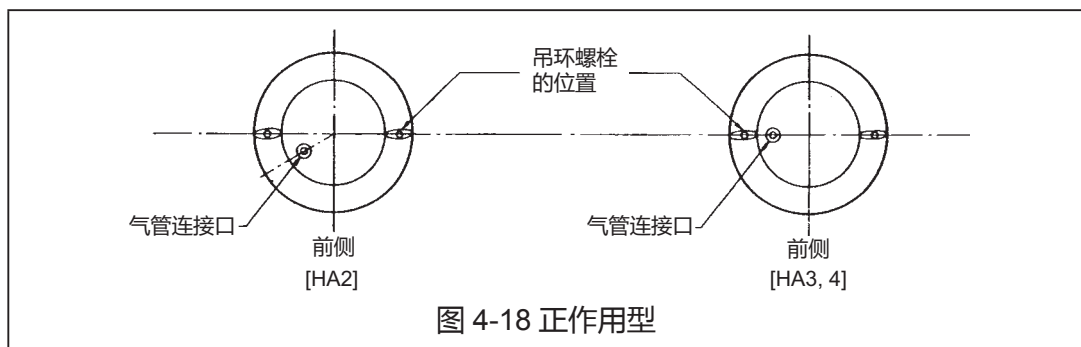 吊环螺栓
的位置
气管连接口
气管连接口
前侧
前侧
[HA2]
[HA3, 4]
图 4-18 正作用型